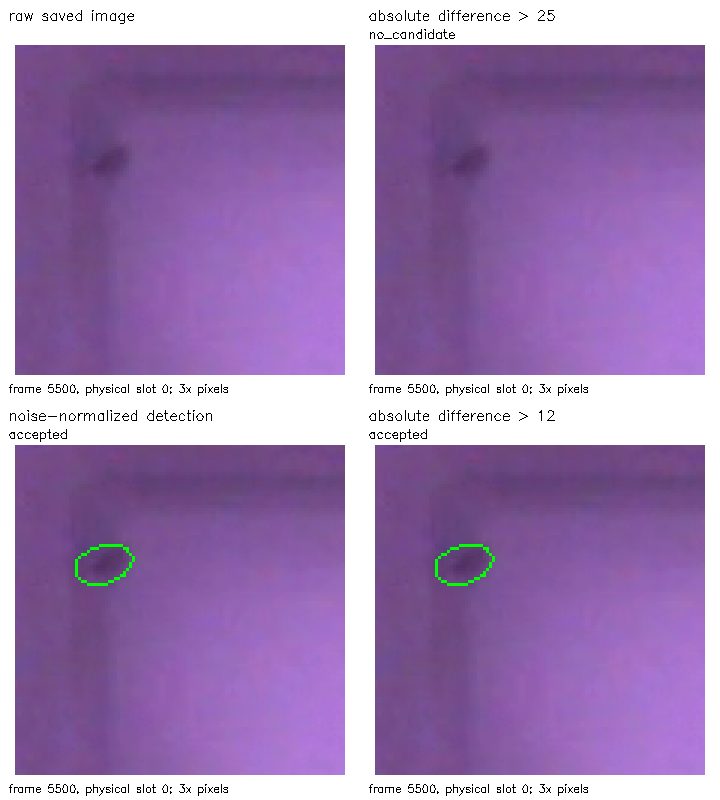 raw saved image
absolute difference > 25
no_candidate
frame 5500, physical slot 0; 3x pixels
frame 5500, physical slot 0; 3x pixels
noise-normalized detection
accepted
absolute difference > 12
accepted
frame 5500, physical slot 0; 3x pixels
frame 5500, physical slot 0; 3x pixels